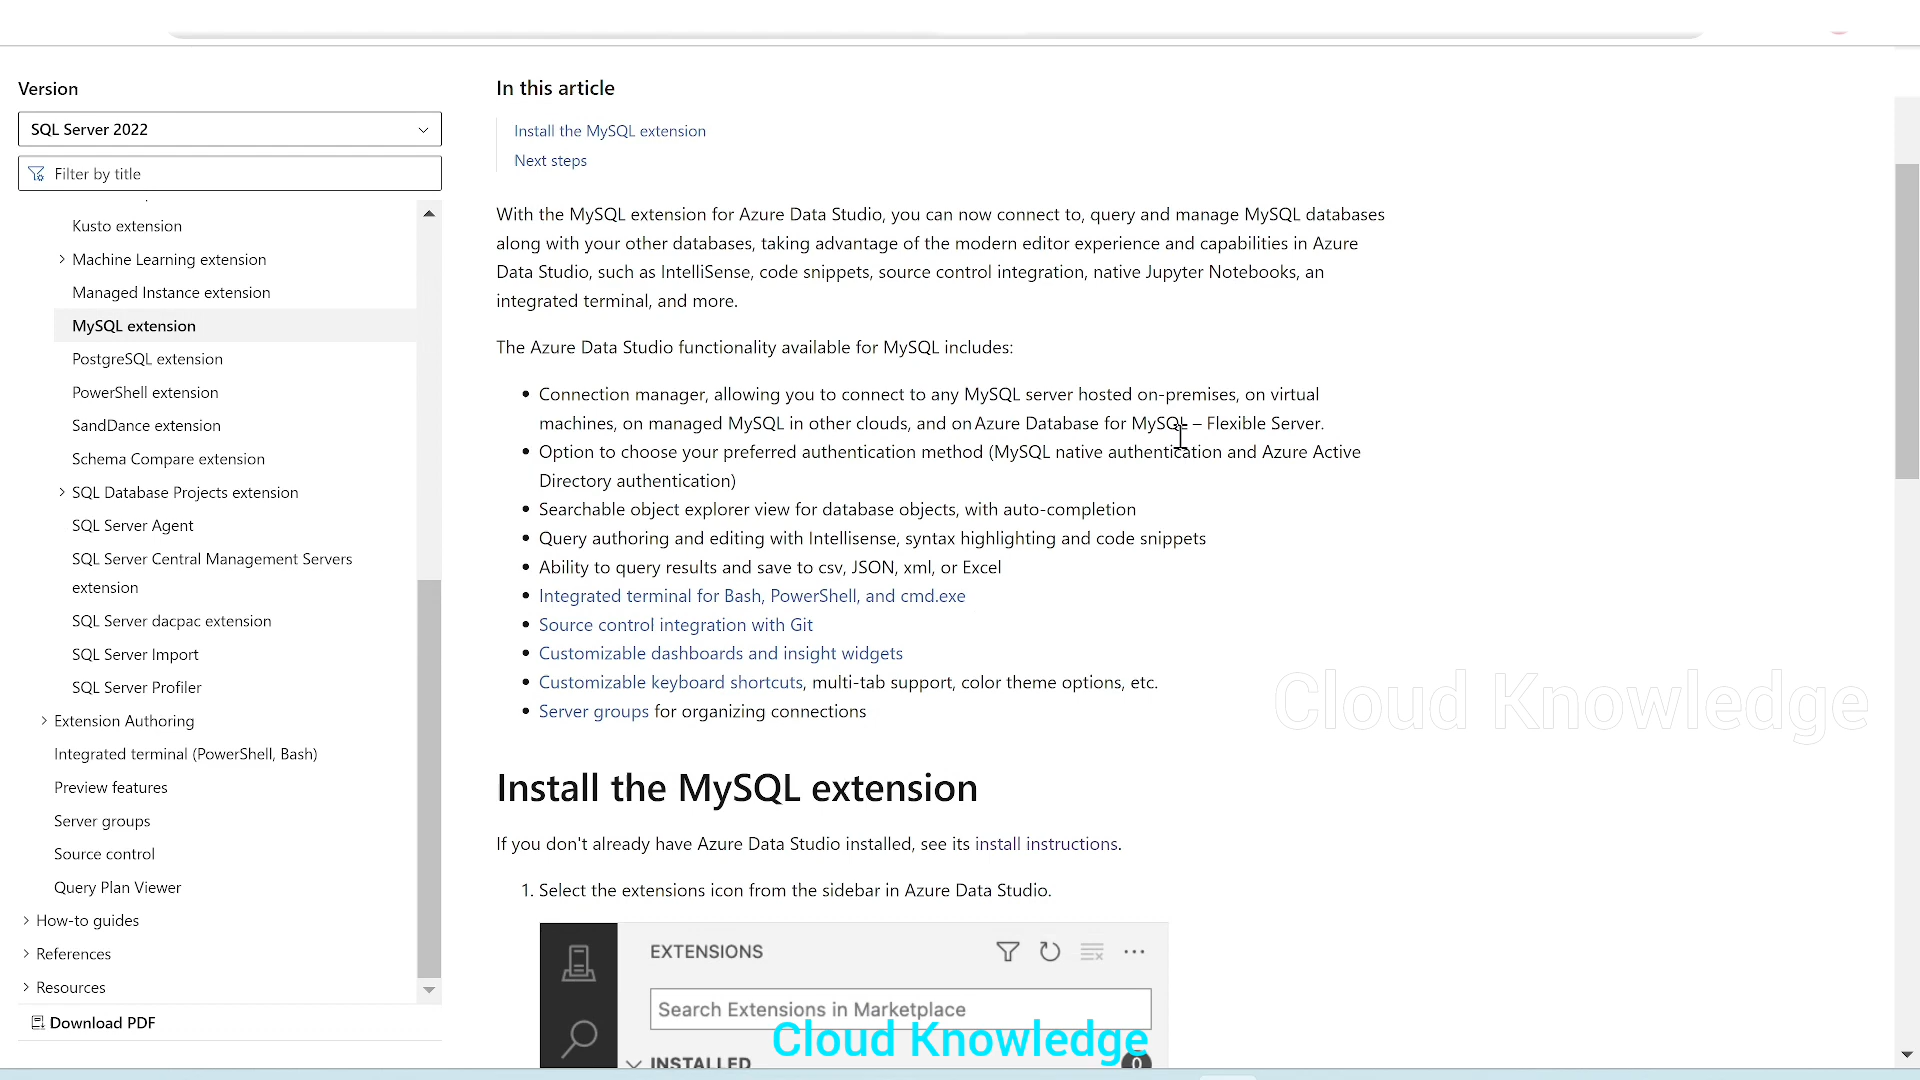 Version
SQL Server 2022
Filter by title
Kusto extension
Machine Learning extension
Managed Instance extension
MySQL extension
PostgreSQL extension
PowerShell extension
SandDance extension
Schema Compare extension
SQL Database Projects extension
SQL Server Agent
SQL Server Central Management Servers
extension
SQL Server dacpac extension
SQL Server Import
SQL Server Profiler
Extension Authoring
Integrated terminal (PowerShell, Bash)
Preview features
Server groups
Source control
Query Plan Viewer
How-to guides
References
Resources
Download PDF
In this article
Install the MySQL extension
Next steps
With the MySQL extension for Azure Data Studio, you can now connect to, query and manage MySQL databases
along with your other databases, taking advantage of the modern editor experience and capabilities in Azure
Data Studio, such as IntelliSense, code snippets, source control integration, native Jupyter Notebooks, an
integrated terminal, and more.
The Azure Data Studio functionality available for MySQL includes:
• Connection manager, allowing you to connect to any MySQL server hosted on-premises, on virtual
machines, on managed MySQL in other clouds, and on Azure Database for MySQL – Flexible Server.
• Option to choose your preferred authentication method (MySQL native authentication and Azure Active
Directory authentication)
• Searchable object explorer view for database objects, with auto-completion
• Query authoring and editing with Intellisense, syntax highlighting and code snippets
• Ability to query results and save to csv, JSON, xml, or Excel
• Integrated terminal for Bash, PowerShell, and cmd.exe
• Source control integration with Git
• Customizable dashboards and insight widgets
• Customizable keyboard shortcuts, multi-tab support, color theme options, etc.
• Server groups for organizing connections
Cloud Knowledge
Install the MySQL extension
If you don't already have Azure Data Studio installed, see its install instructions.
1. Select the extensions icon from the sidebar in Azure Data Studio.
EXTENSIONS
Search Extensions in Marketplace
Cloud Knowledge
INSTALLED
0